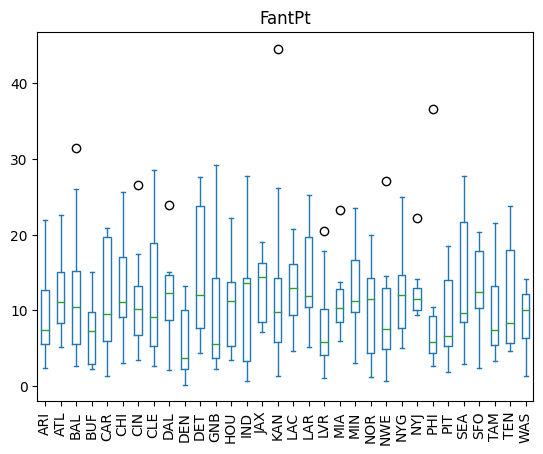 FantPt
40
30
20
10
0
ARI ATL BAL BUF CAR CHI CIN CLE DAL DEN DET GNB HOU IND JAX KAN LAC LAR LVR MIA MIN NOR NWE NYG NYJ PHI PIT SEA SFO TAM TEN WAS